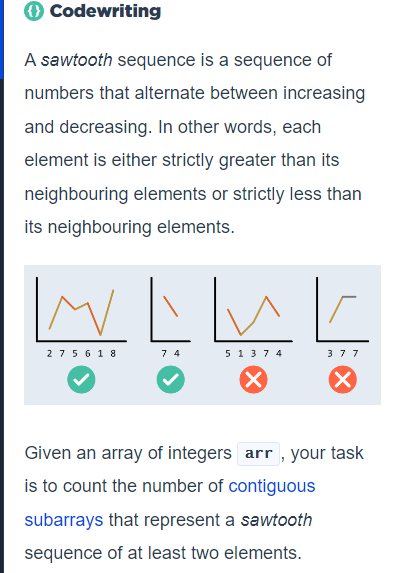 Codewriting
A sawtooth sequence is a sequence of
numbers that alternate between increasing
and decreasing. In other words, each
element is either strictly greater than its
neighbouring elements or strictly less than
its neighbouring elements.
2 7 5 6 1 8
7 4
5 1 3 7 4
3 7 7
Given an array of integers arr , your task
is to count the number of contiguous
subarrays that represent a sawtooth
sequence of at least two elements.